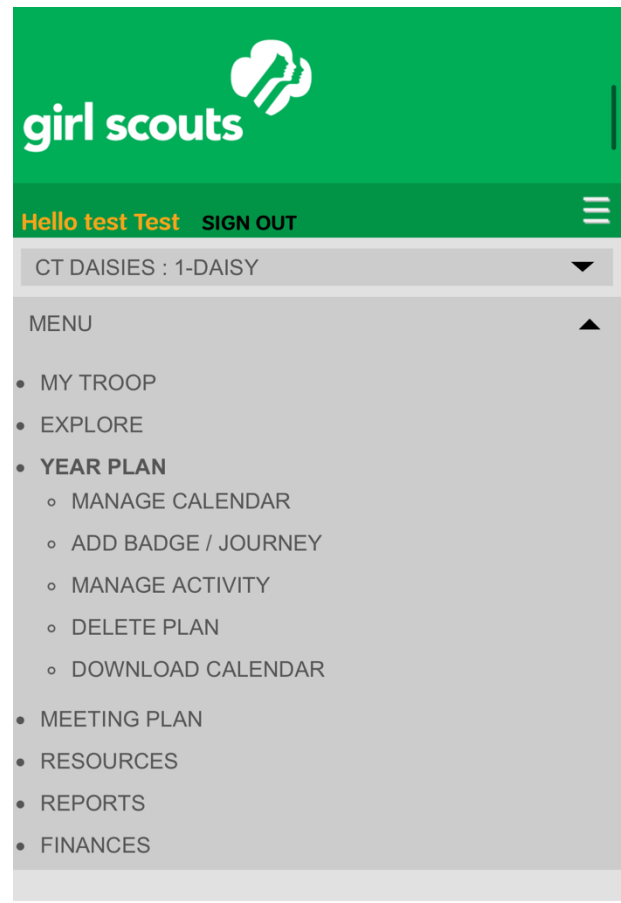 girl scouts
Hello test Test SIGN OUT
CT DAISIES : 1-DAISY
MENU
MY TROOP
EXPLORE
YEAR PLAN
MANAGE CALENDAR
ADD BADGE / JOURNEY
MANAGE ACTIVITY
DELETE PLAN
DOWNLOAD CALENDAR
MEETING PLAN
RESOURCES
REPORTS
FINANCES